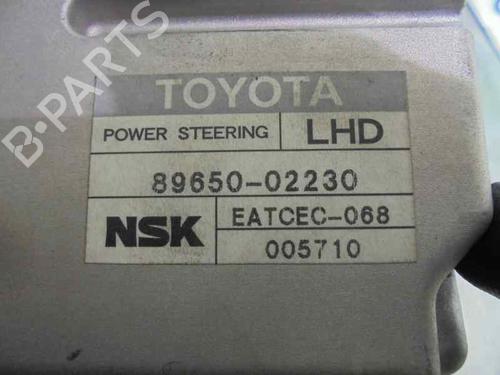 B-PARTS
TOYOTA
POWER STEERING LHD
89650-02230
NSK EATCEC-068
005710